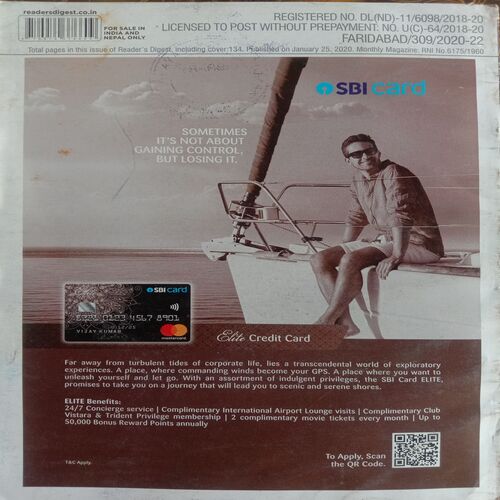 readersdigest.co.in
FOR SALE IN
INDIA AND
NEPAL ONLY
REGISTERED NO. DL(ND)-11/6098/2018-20
LICENSED TO POST WITHOUT PREPAYMENT. NO. U(C)-64/2018-20
FARIDABAD/309/2020-22
Total pages in this issue of Reader's Digest, including cover:134. Published on January 25, 2020. Monthly Magazine: RNI No.6175/1960
SBI card
SOMETIMES
IT'S NOT ABOUT
GAINING CONTROL,
BUT LOSING IT.
SBI card
4567 8901
12/25
VIJAY KUMAR
mastercard
Elite Credit Card
Far away from turbulent tides of corporate life, lies a transcendental world of exploratory
experiences. A place, where commanding winds become your GPS. A place where you want to
unleash yourself and let go. With an assortment of indulgent privileges, the SBI Card ELITE,
promises to take you on a journey that will lead you to scenic and serene shores.
ELITE Benefits:
24/7 Concierge service | Complimentary International Airport Lounge visits | Complimentary Club
Vistara & Trident Privilege membership | 2 complimentary movie tickets every month | Up to
50,000 Bonus Reward Points annually
T&C Apply.
To Apply, Scan
the QR Code.